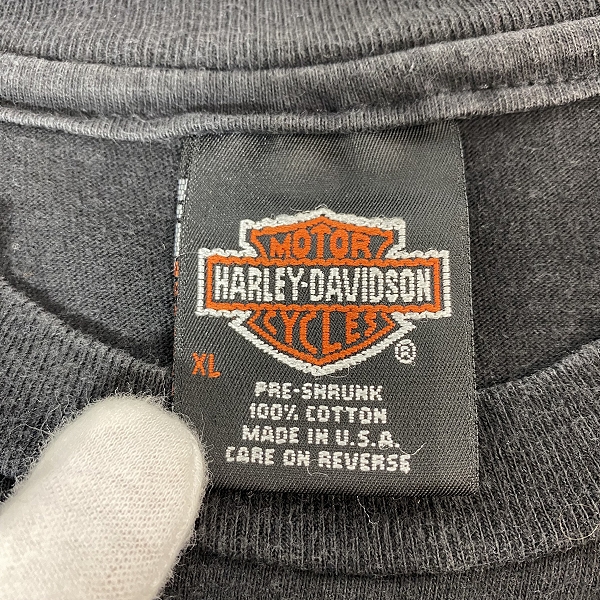 MOTOR
HARLEY-DAVIDSON
CYCLES
®
XL
PRE-SHRUNK
100% COTTON
MADE IN U.S.A.
CARE ON REVERSE